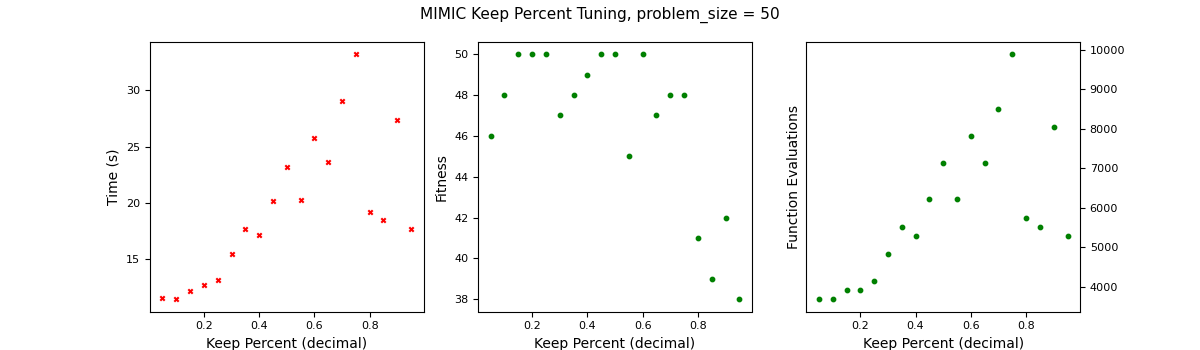 MIMIC Keep Percent Tuning, problem_size = 50
Time (s)
30
25
20
15
0.2 0.4 0.6 0.8
Keep Percent (decimal)
Fitness
50
48
46
44
42
40
38
0.2 0.4 0.6 0.8
Keep Percent (decimal)
Function Evaluations
10000
9000
8000
7000
6000
5000
4000
0.2 0.4 0.6 0.8
Keep Percent (decimal)